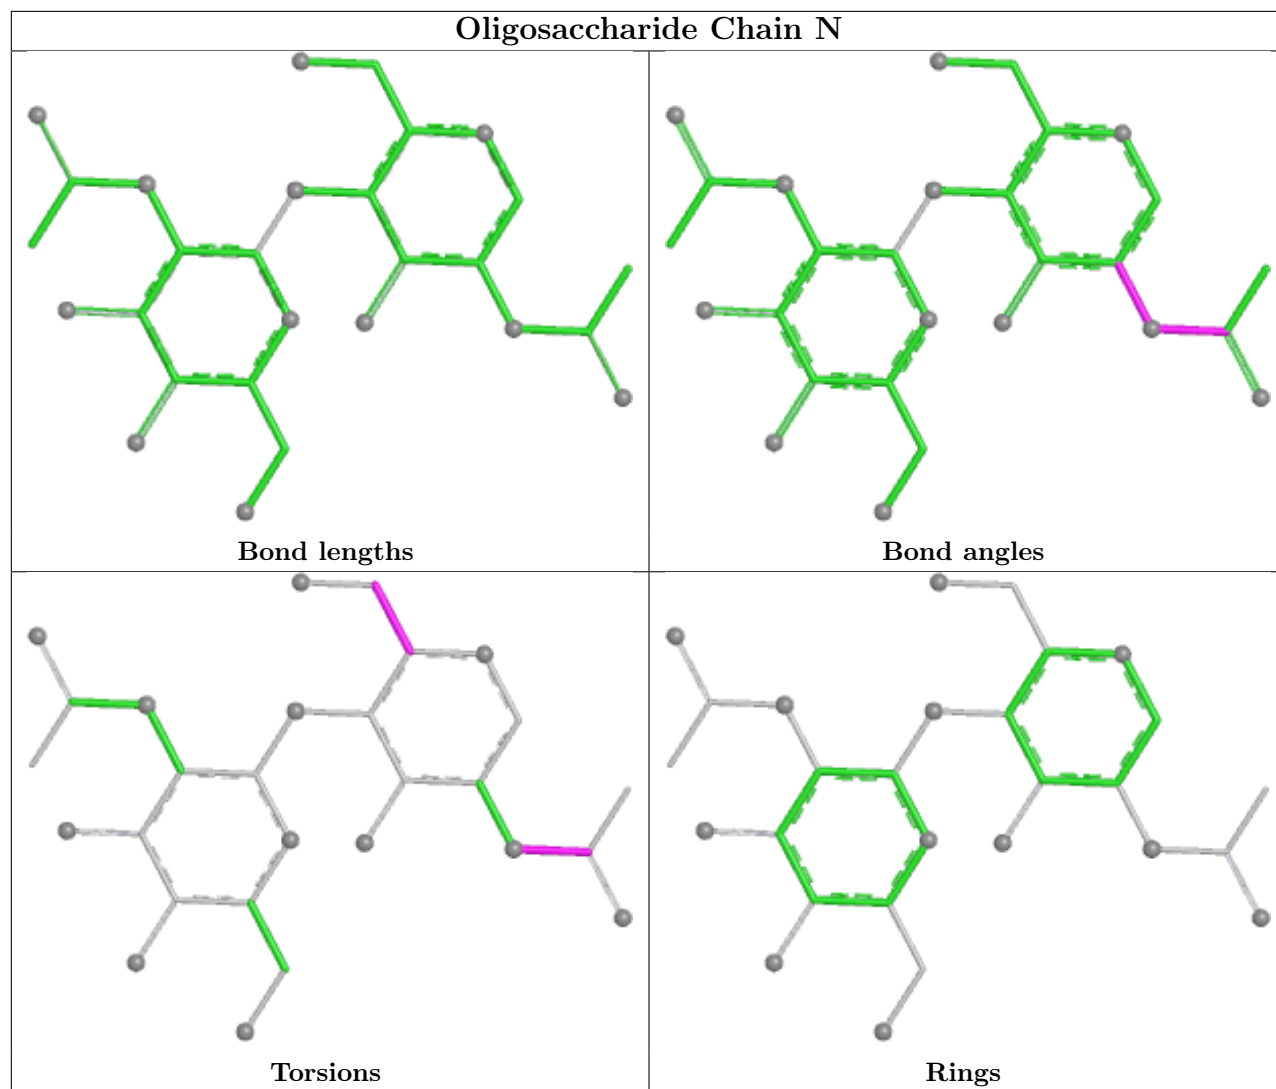 Oligosaccharide Chain N
Bond lengths
Bond angles
Torsions
Rings